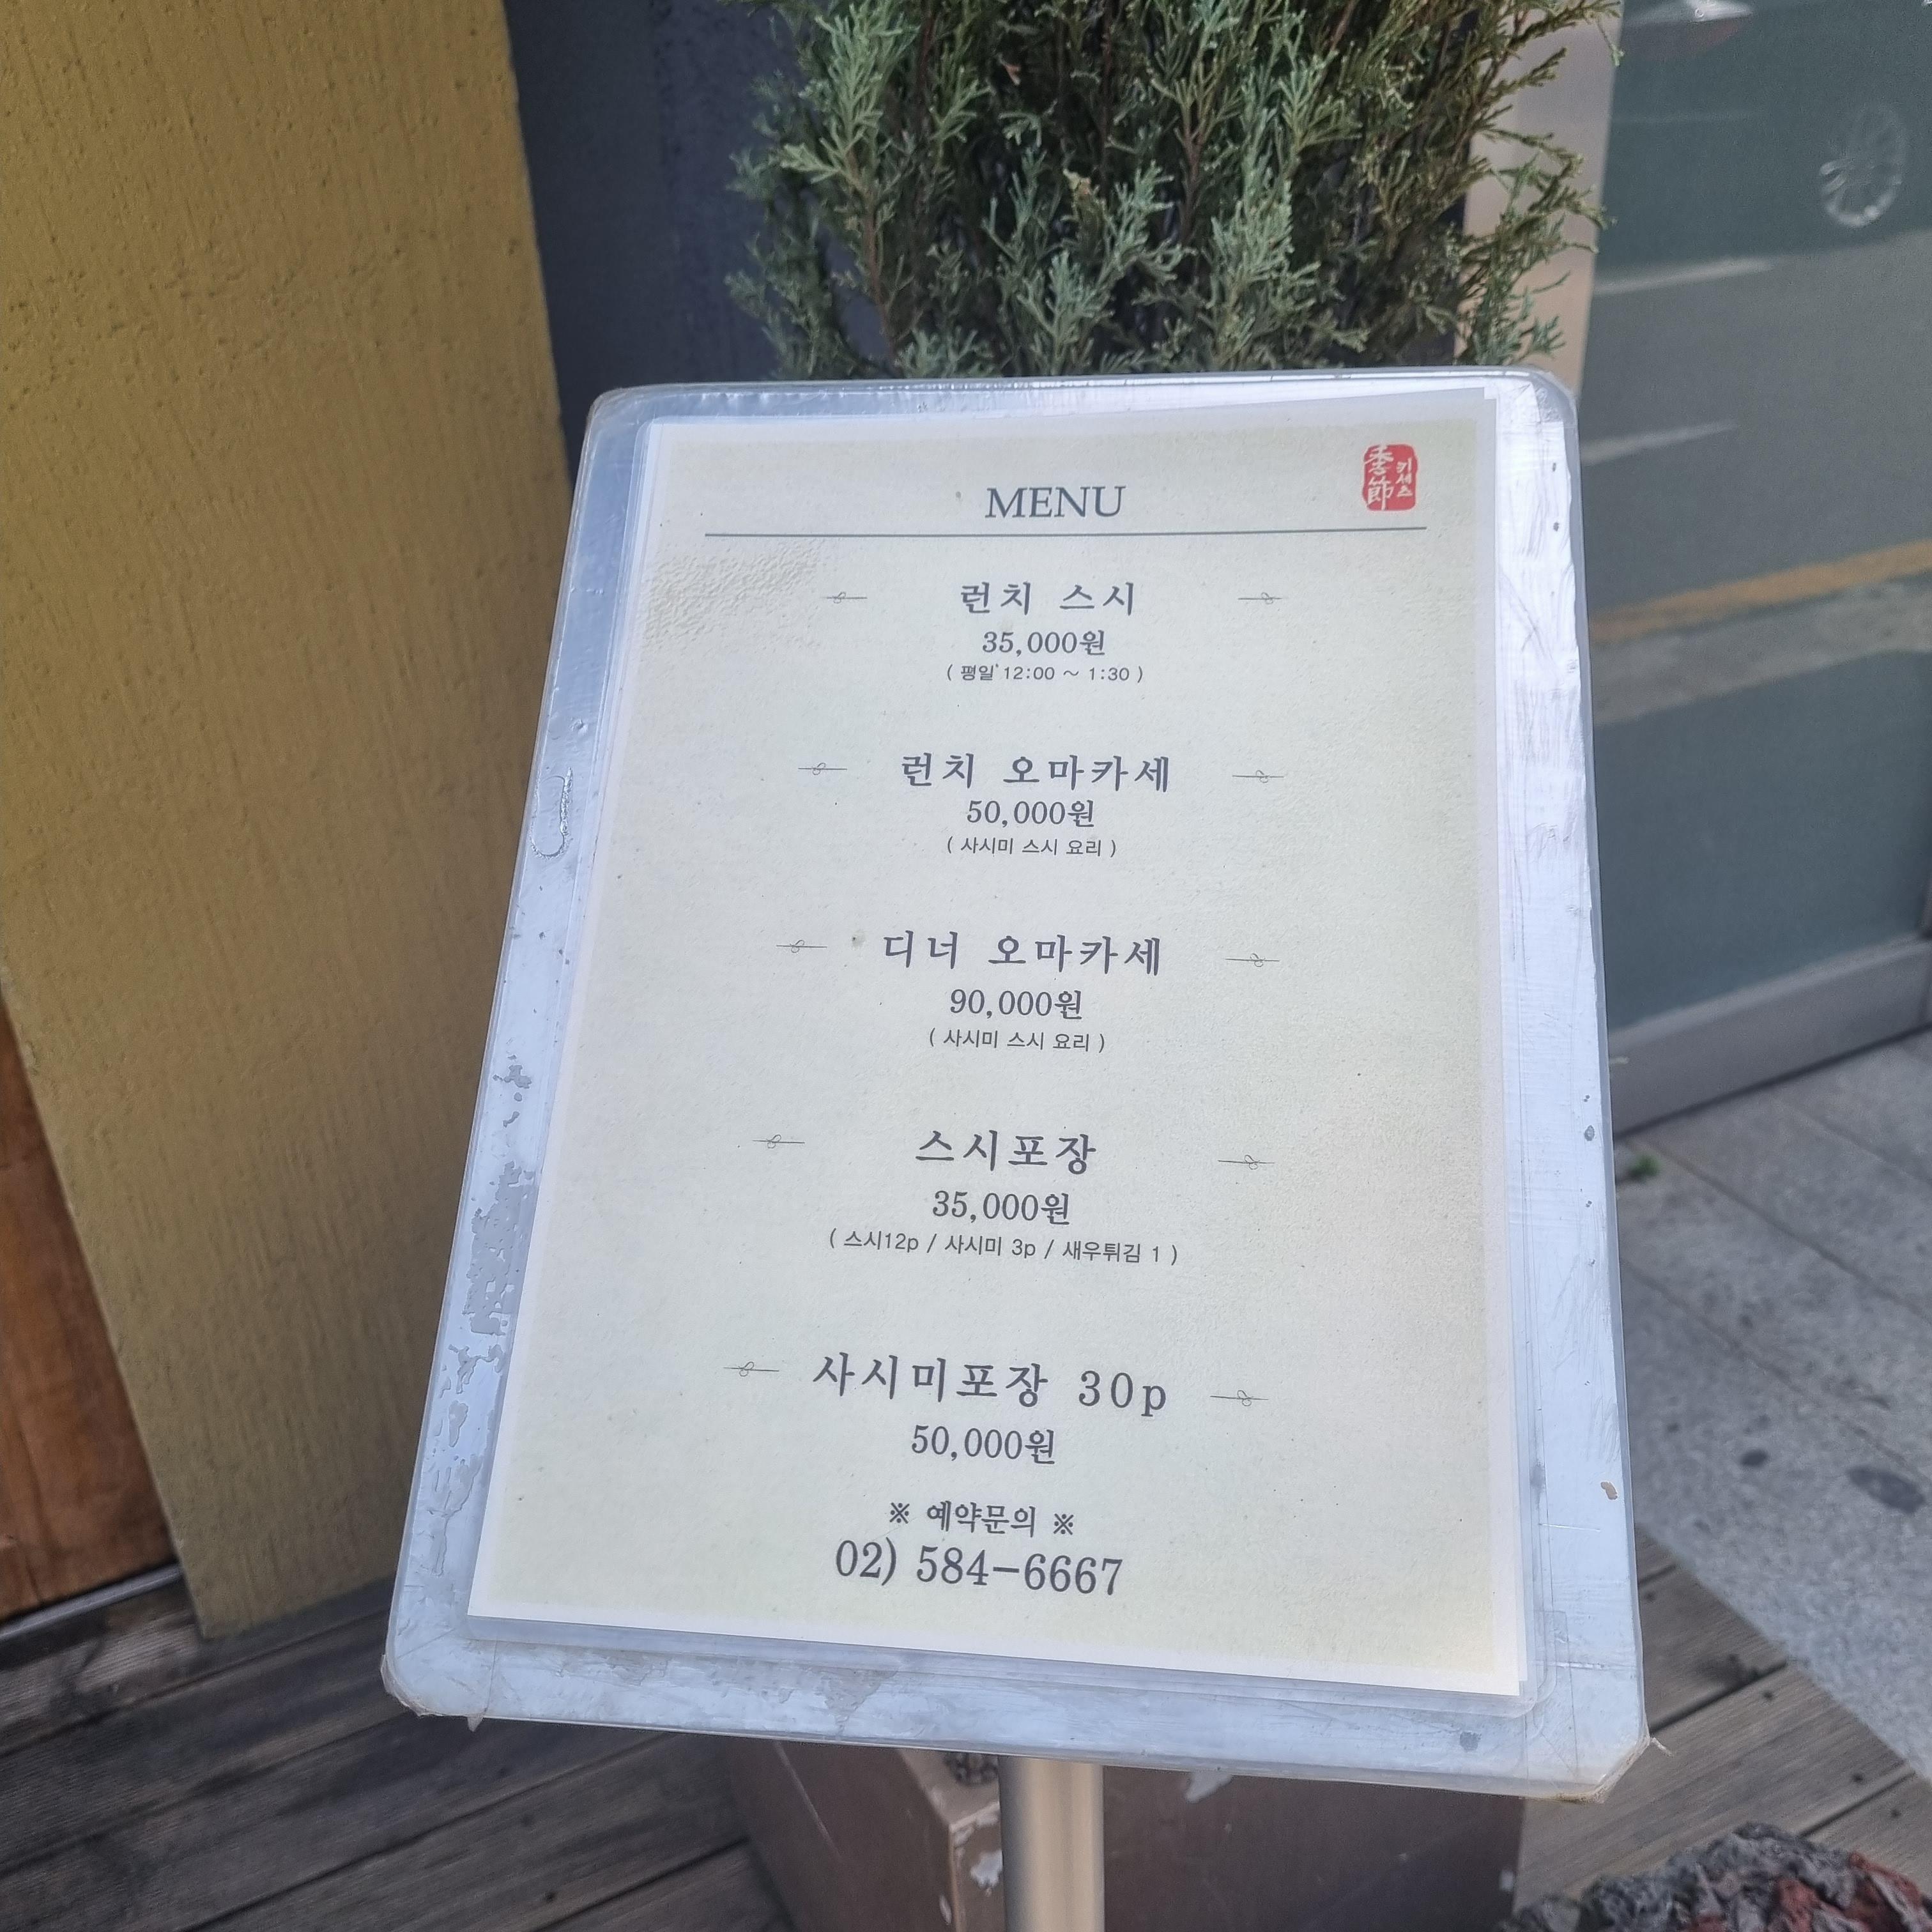 季節
키세츠
MENU
런치 스시
35,000원
( 평일 12:00 ~ 1:30 )
런치 오마카세
50,000원
( 사시미 스시 요리 )
디너 오마카세
90,000원
( 사시미 스시 요리 )
스시포장
35,000원
( 스시12p / 사시미 3p / 새우튀김 1 )
사시미포장 30p
50,000원
※ 예약문의 ※
02) 584-6667